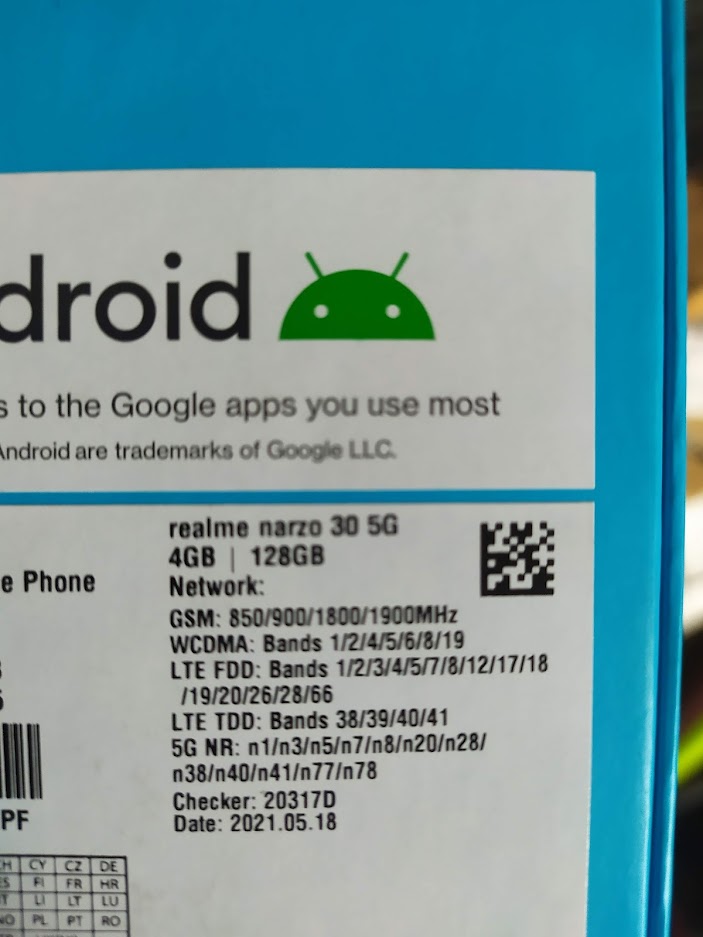 droid
s to the Google apps you use most
Android are trademarks of Google LLC.
realme narzo 30 5G
4GB | 128GB
e Phone
Network:
GSM: 850/900/1800/1900MHz
WCDMA: Bands 1/2/4/5/6/8/19
LTE FDD: Bands 1/2/3/4/5/7/8/12/17/18
/19/20/26/28/66
LTE TDD: Bands 38/39/40/41
5G NR: n1/n3/n5/n7/n8/n20/n28/
n38/n40/n41/n77/n78
Checker: 20317D
PF
Date: 2021.05.18
CY CZ DE
FI FR HR
LI LT LU
NO PL PT RO